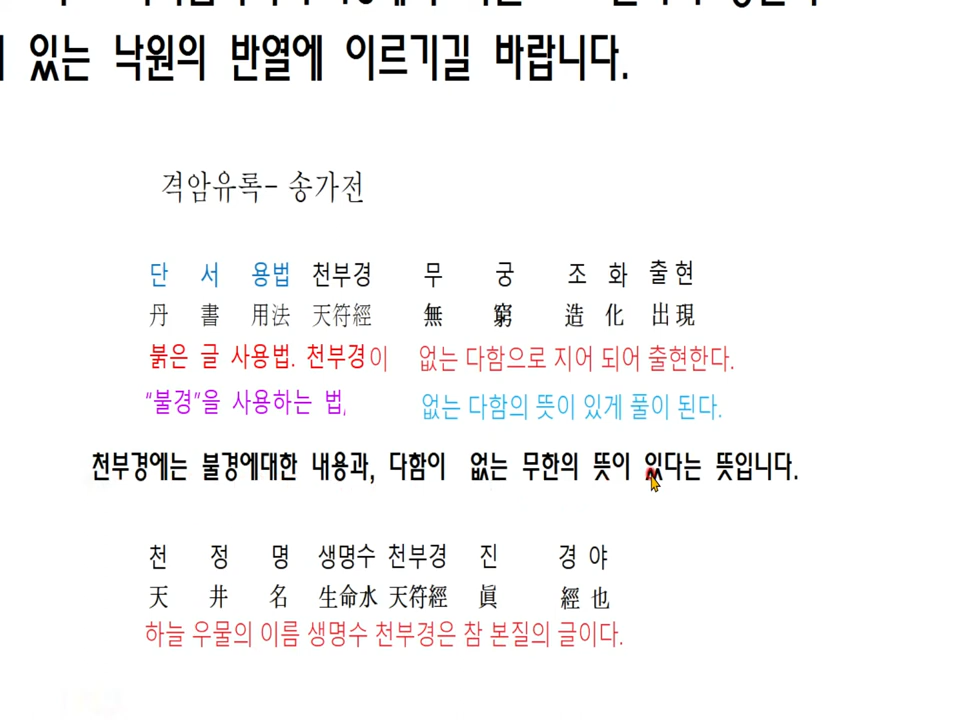 있는 낙원의 반열에 이르기길 바랍니다.
격암유록- 송가전
단 서 용법 천부경 무 궁 조 화 출현
丹 書 用法 天符經 無 窮 造 化 出現
붉은 글 사용법. 천부경이 없는 다함으로 지어 되어 출현한다.
“불경”을 사용하는 법, 없는 다함의 뜻이 있게 풀이 된다.
천부경에는 불경에대한 내용과, 다함이 없는 무한의 뜻이 있다는 뜻입니다.
천 정 명 생명수 천부경 진 경 야
天 井 名 生命水 天符經 眞 經 也
하늘 우물의 이름 생명수 천부경은 참 본질의 글이다.